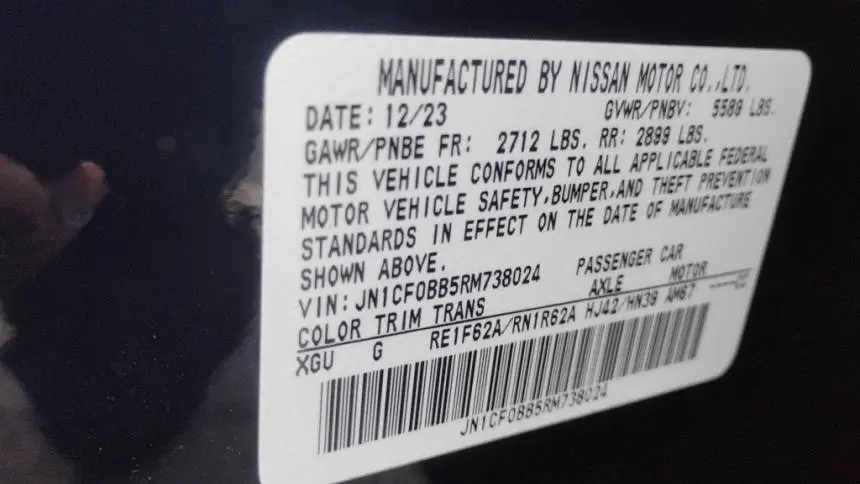 MANUFACTURED BY NISSAN MOTOR CO.,LTD.
DATE: 12/23 GVWR/PNBV: 5589 LBS.
GAWR/PNBE FR: 2712 LBS. RR: 2899 LBS.
THIS VEHICLE CONFORMS TO ALL APPLICABLE FEDERAL
MOTOR VEHICLE SAFETY,BUMPER,AND THEFT PREVENTION
STANDARDS IN EFFECT ON THE DATE OF MANUFACTURE
SHOWN ABOVE.
VIN: JN1CF0BB5RM738024 PASSENGER CAR
COLOR TRIM TRANS AXLE MOTOR
XGU G RE1F62A/RN1R62A HJ42/HN39 AM67
JN1CF0BB5RM738024